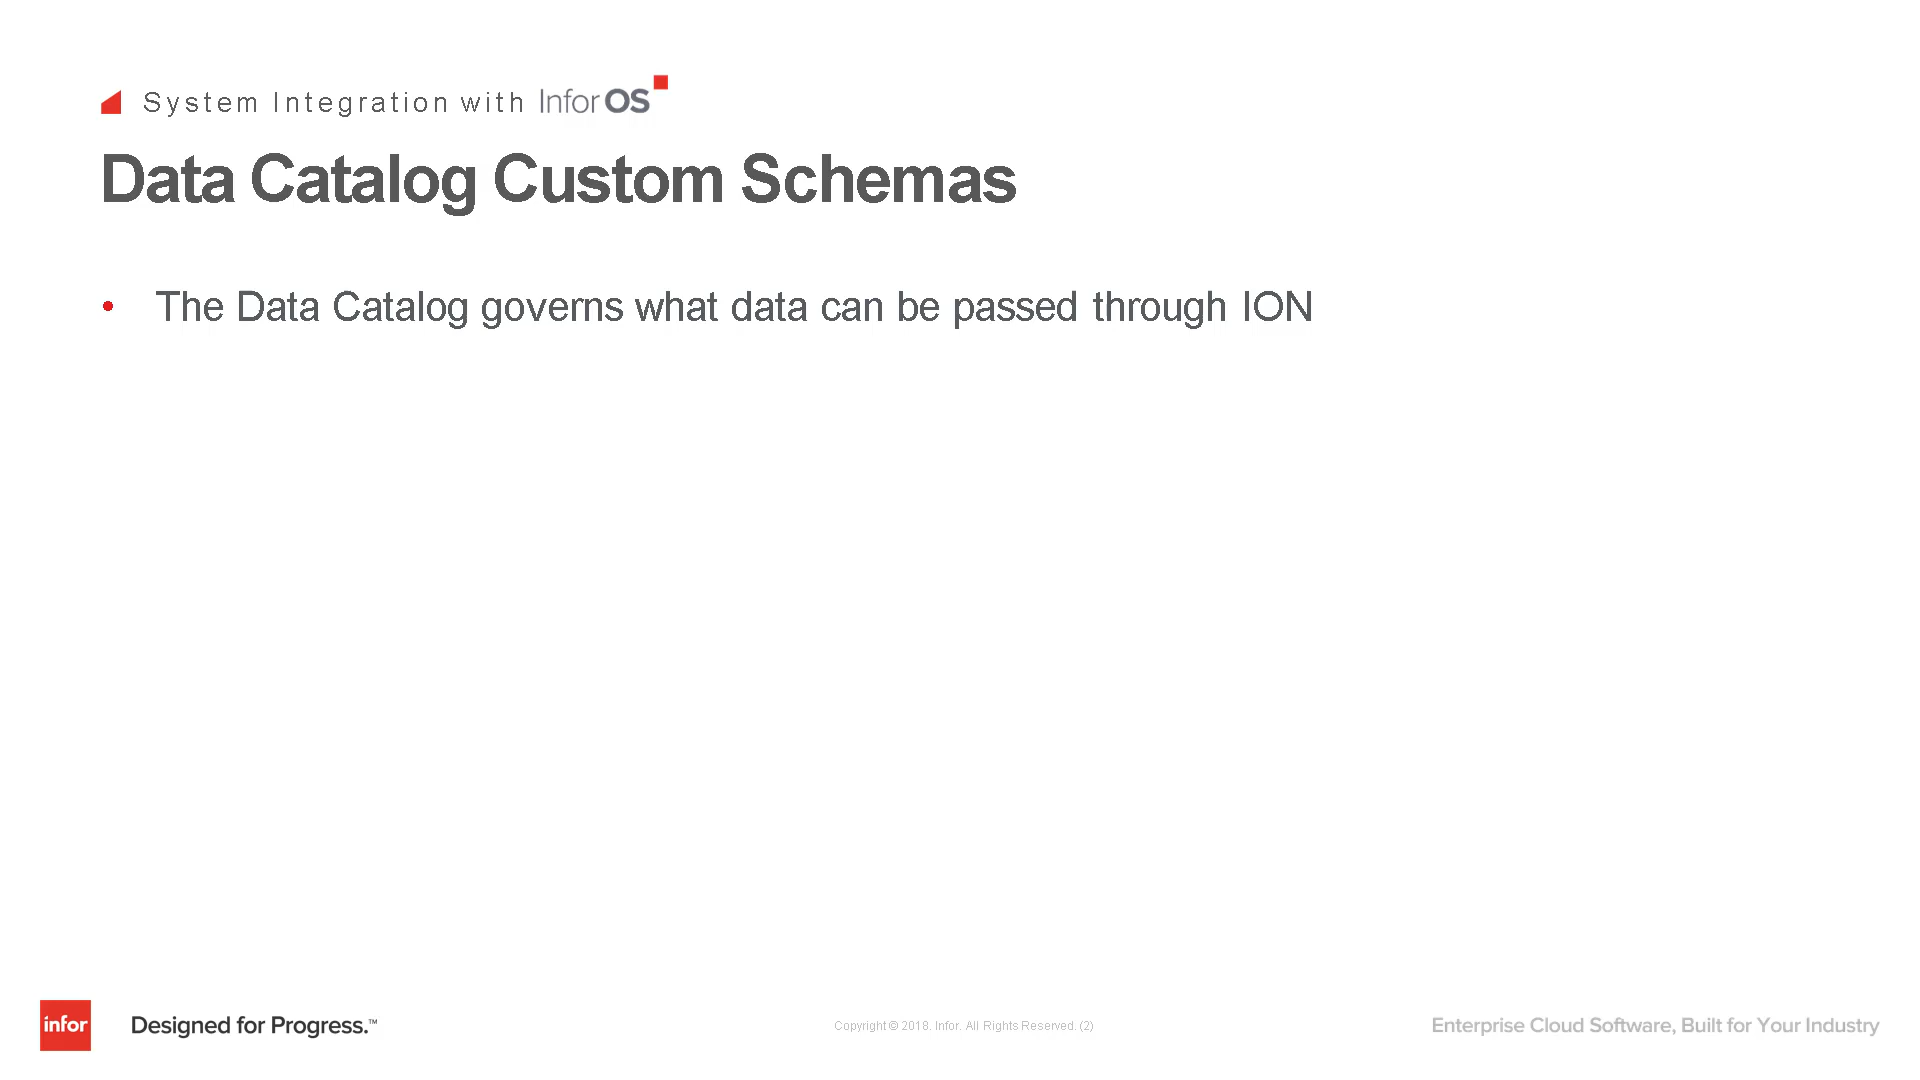 System Integration with Infor OS
Data Catalog Custom Schemas
• The Data Catalog governs what data can be passed through ION
infor
Designed for Progress.™
Copyright © 2018. Infor. All Rights Reserved. (2)
Enterprise Cloud Software, Built for Your Industry